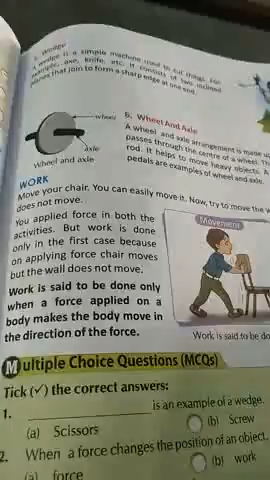 5. Wedge
A wedge is a simple machine used to cut things. For
example, axe, knife, etc. It consists of two inclined
planes that join to form a sharp edge at one end.
wheel
axle
Wheel and axle
6. Wheel And Axle
A wheel and axle arrangement is made u
passes through the centre of a wheel. Th
rod. It helps to move heavy objects. A
pedals are examples of wheel and axle.
WORK
Move your chair. You can easily move it. Now, try to move the w
does not move.
You applied force in both the
activities. But work is done
only in the first case because
on applying force chair moves
but the wall does not move.
Work is said to be done only
when a force applied on a
body makes the body move in
the direction of the force.
Movement
Work is said to be do
Multiple Choice Questions (MCQs)
Tick (✓) the correct answers:
1. ____________ is an example of a wedge.
(a) Scissors (b) Screw
2. When a force changes the position of an object,
(a) force (b) work